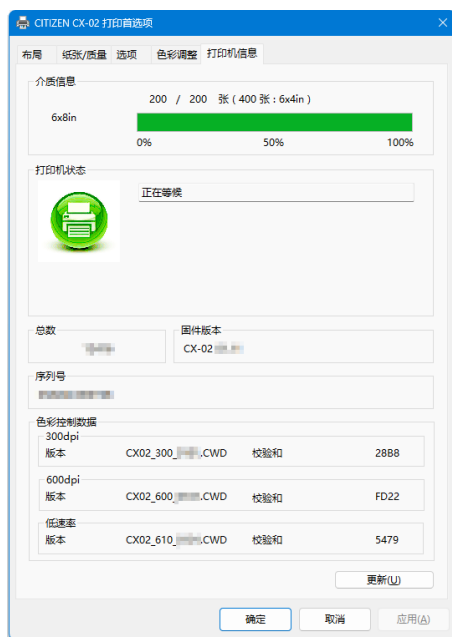 CITIZEN CX-02 打印首选项
布局 纸张/质量 选项 色彩调整 打印机信息
介质信息
200 / 200 张 ( 400 张 : 6x4in )
6x8in
0% 50% 100%
打印机状态
正在等候
总数 固件版本
CX-02
序列号
色彩控制数据
300dpi
版本 CX02_300_ .CWD 校验和 28B8
600dpi
版本 CX02_600_ .CWD 校验和 FD22
低速率
版本 CX02_610_ .CWD 校验和 5479
更新(U)
确定 取消 应用(A)